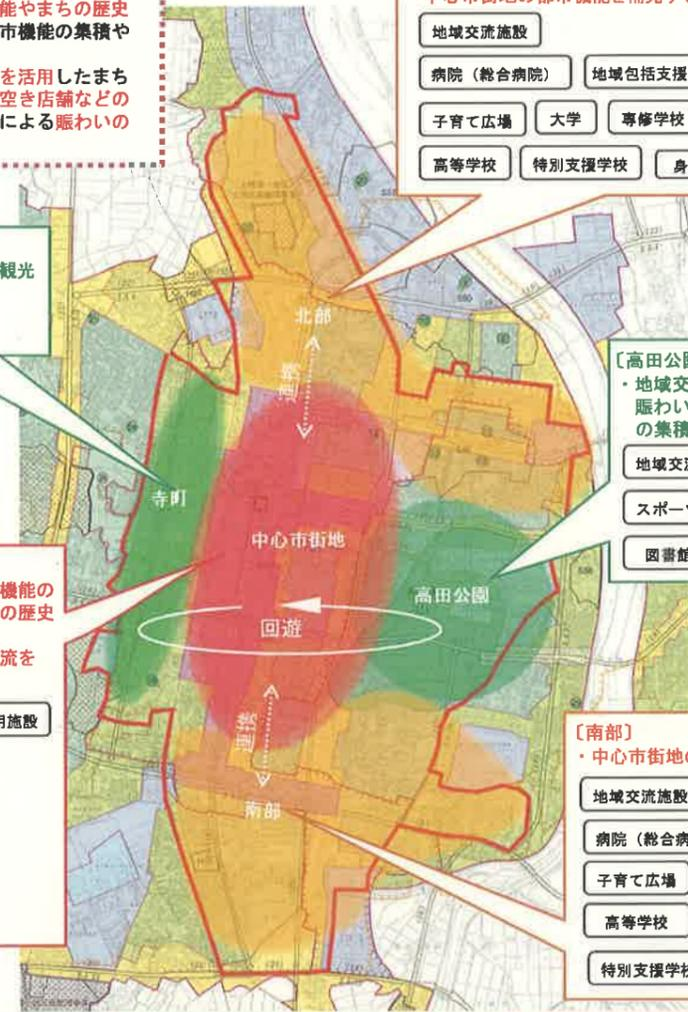 能やまちの歴史
市機能の集積や
を活用したまち
空き店舗などの
による賑わいの
地域交流施設
病院（総合病院）
地域包括支援
子育て広場
大学
専修学校
高等学校
特別支援学校
身
観光
北部
連携
寺町
中心市街地
高田公園
回遊
連携
南部
〔高田公園
・地域交
賑わい
の集積
地域交流
スポーツ
図書館
機能の
の歴史
流を
用施設
〔南部〕
・中心市街地の
地域交流施設
病院（総合病
子育て広場
高等学校
特別支援学校